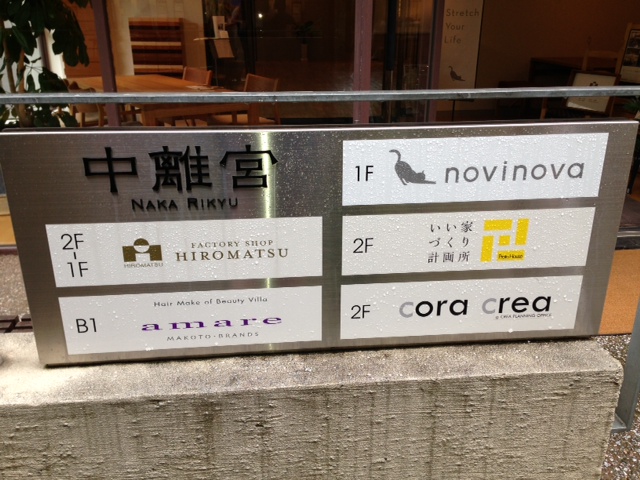 Stretch
Your
Life
中離宮
NAKA RIKYU
2F
-
1F
HIROMATSU
FACTORY SHOP
HIROMATSU
B1
Hair Make of Beauty Villa
amare
MAKOTO-BRANDS
1F
novinova
2F
いい家
づくり
計画所
2F
cora crea